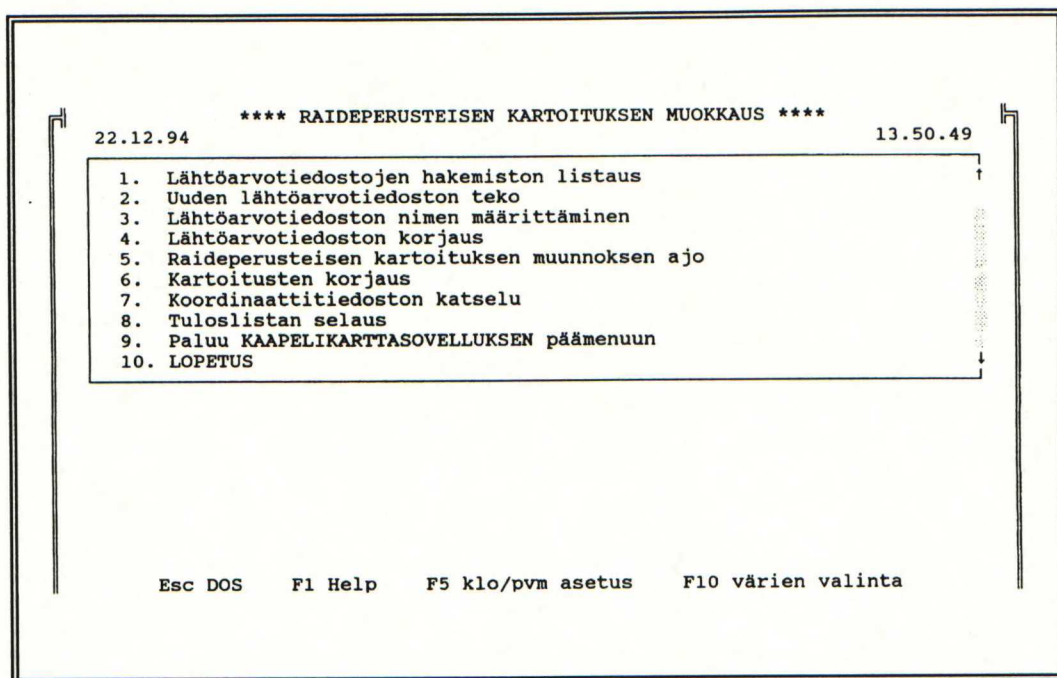 **** RAIDEPERUSTEISEN KARTOITUKSEN MUOKKAUS ****
22.12.94 13.50.49
1. Lähtöarvotiedostojen hakemiston listaus
2. Uuden lähtöarvotiedoston teko
3. Lähtöarvotiedoston nimen määrittäminen
4. Lähtöarvotiedoston korjaus
5. Raideperusteisen kartoituksen muunnoksen ajo
6. Kartoitusten korjaus
7. Koordinaattitiedoston katselu
8. Tuloslistan selaus
9. Paluu KAAPELIKARTTASOVELLUKSEN päämenuun
10. LOPETUS
Esc DOS F1 Help F5 klo/pvm asetus F10 värien valinta